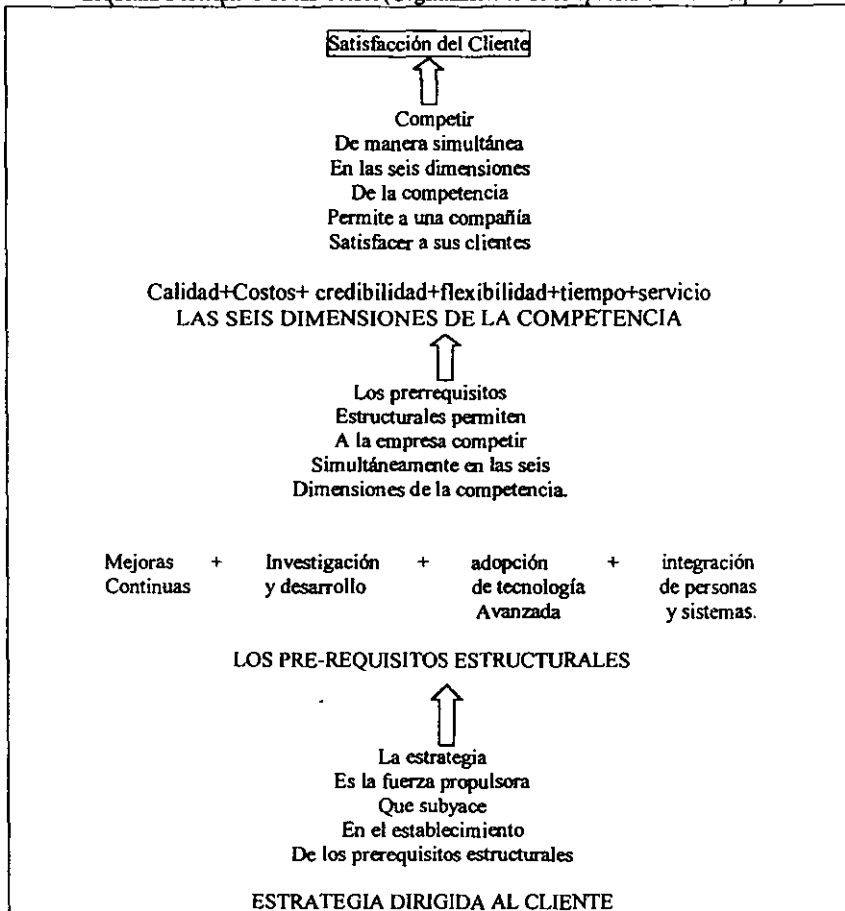 Satisfacción del Cliente
Competir
De manera simultánea
En las seis dimensiones
De la competencia
Permite a una compañía
Satisfacer a sus clientes
Calidad+Costos+ credibilidad+flexibilidad+tiempo+servicio
LAS SEIS DIMENSIONES DE LA COMPETENCIA
Los prerrequisitos
Estructurales permiten
A la empresa competir
Simultáneamente en las seis
Dimensiones de la competencia.
Mejoras + Investigación + adopción + integración
Continuas y desarrollo de tecnología de personas
Avanzada y sistemas.
LOS PRE-REQUISITOS ESTRUCTURALES
La estrategia
Es la fuerza propulsora
Que subyace
En el establecimiento
De los prerequisitos estructurales
ESTRATEGIA DIRIGIDA AL CLIENTE